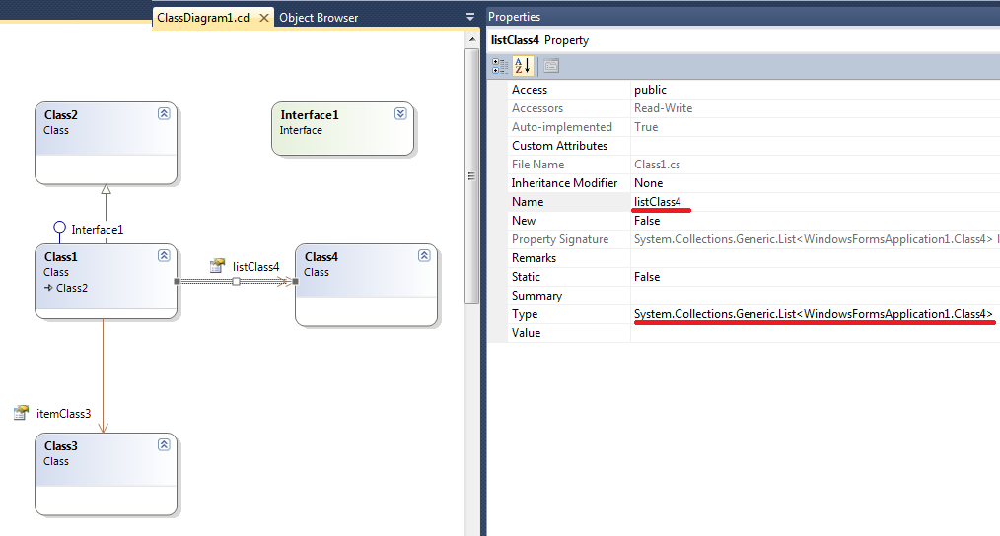 ClassDiagram1.cd
Object Browser
Class2
Class
Interface1
Interface
Interface1
Class1
Class
Class2
listClass4
Class4
Class
itemClass3
Class3
Class
Properties
listClass4 Property
A
Z
Access public
Accessors Read-Write
Auto-implemented True
Custom Attributes
File Name Class1.cs
Inheritance Modifier None
Name listClass4
New False
Property Signature System.Collections.Generic.List<WindowsFormsApplication1.Class4> l
Remarks
Static False
Summary
Type System.Collections.Generic.List<WindowsFormsApplication1.Class4>
Value